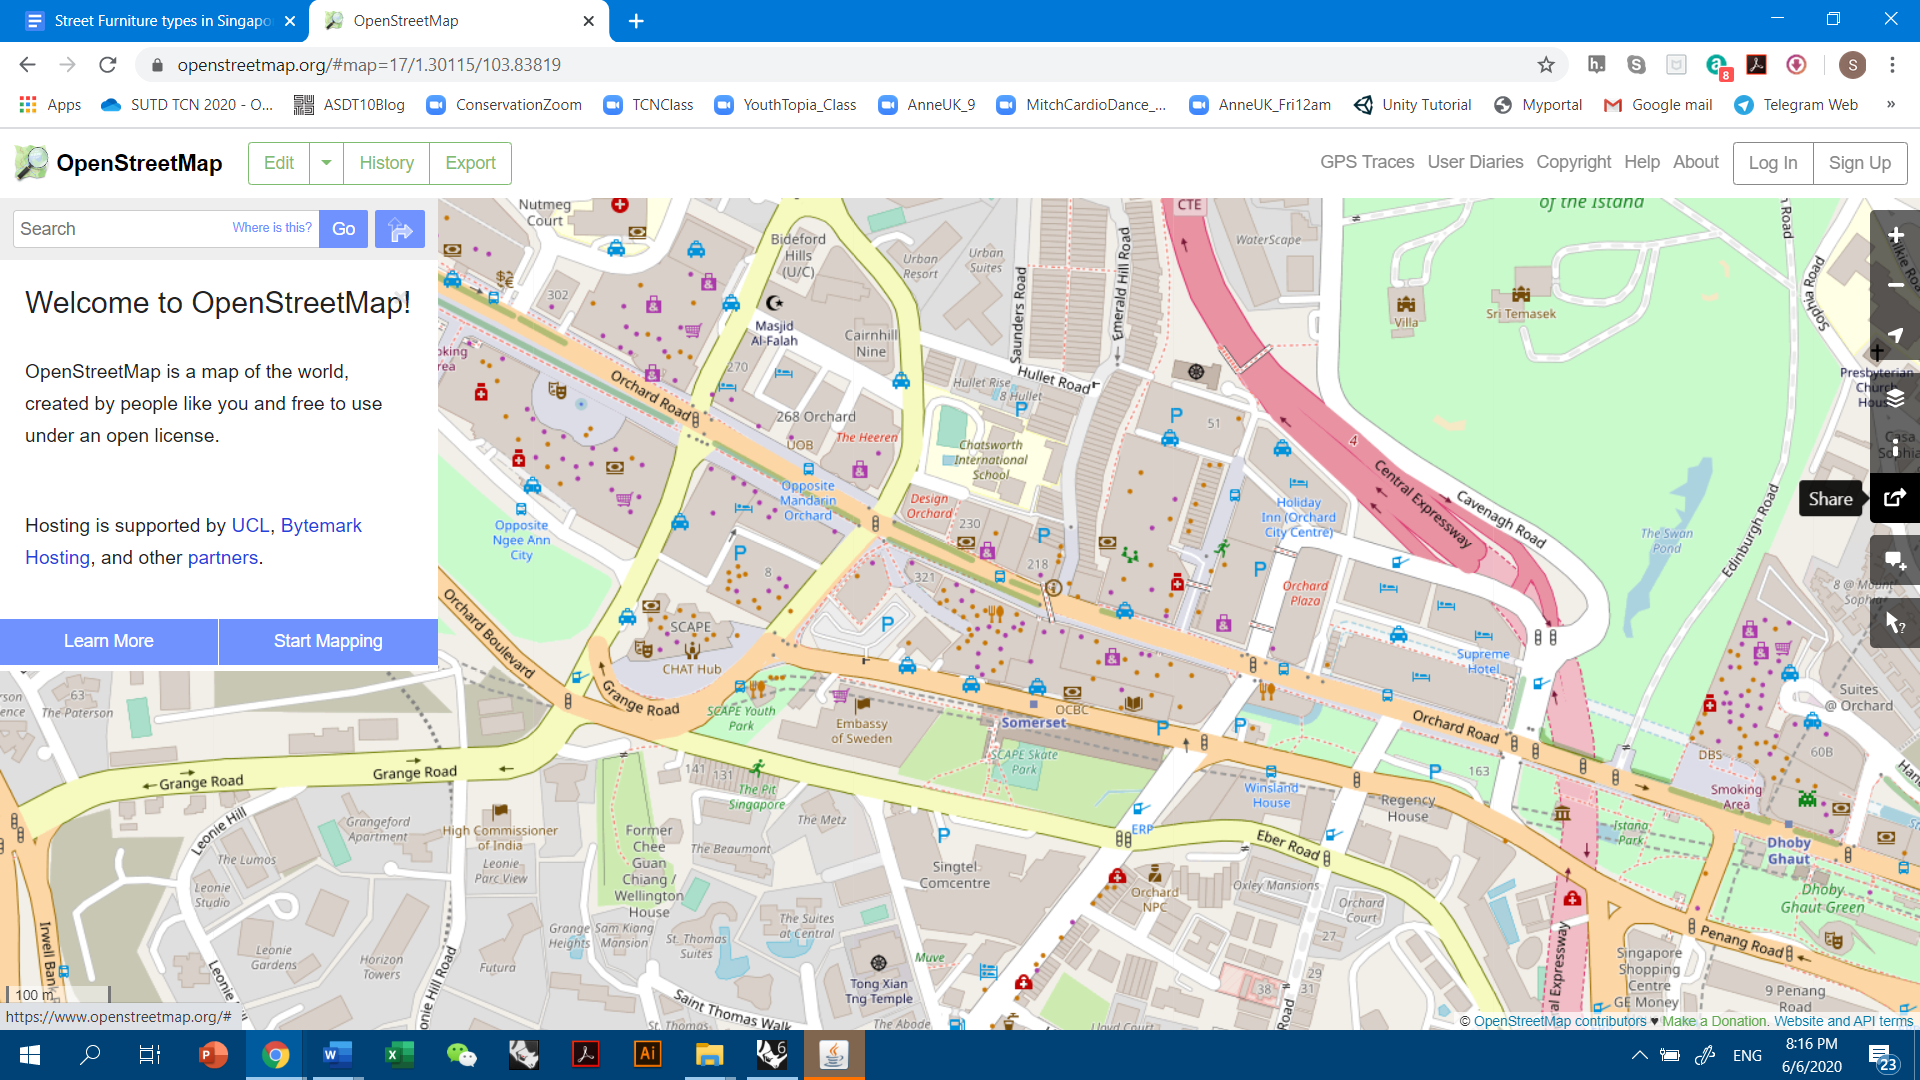 Street Furniture types in Singapo
OpenStreetMap
openstreetmap.org/#map=17/1.30115/103.83819
8
S
Apps
SUTD TCN 2020 - O...
ASDT10Blog
ConservationZoom
TCNClass
YouthTopia_Class
AnneUK_9
MitchCardioDance_...
AnneUK_Fri12am
Unity Tutorial
Myportal
Google mail
Telegram Web
»
OpenStreetMap
Edit
History
Export
GPS Traces
User Diaries
Copyright
Help
About
Log In
Sign Up
Search
Where is this?
Go
Welcome to OpenStreetMap!
OpenStreetMap is a map of the world,
created by people like you and free to use
under an open license.
Hosting is supported by UCL, Bytemark
Hosting, and other partners.
Learn More
Start Mapping
Nutmeg
Court
Bideford
Hills
(U/C)
Urban
Resort
Urban
Suites
Saunders Road
Emerald Hill Road
CTE
WaterScape
of the Istana
Sophia Road
Villa
Sri Temasek
302
Masjid
Al-Falah
Cairnhill
Nine
270
Orchard Road
268 Orchard
UOB
The Heeren
Hullet Rise
8 Hullet
Hullet Road
51
Presbyterian
Church
House
Chatsworth
International
School
4
Central Expressway
Cavenagh Road
Share
Opposite
Ngee Ann
City
Opposite
Mandarin
Orchard
Design
Orchard
230
218
Holiday
Inn (Orchard
City Centre)
The Swan
Pond
Edinburgh Road
8 @ Mount
Sophia
8
321
Orchard
Plaza
Orchard Boulevard
SCAPE
CHAT Hub
Grange Road
SCAPE Youth
Park
Supreme
Hotel
Embassy
of Sweden
Somerset
OCBC
Orchard Road
Suites
@ Orchard
63
The Paterson
Grange Road
Grange Road
141
131
The Pit
Singapore
SCAPE Skate
Park
Winsland
House
163
DBS
60B
Smoking
Area
Regency
House
Leonie Hill
Grangeford
Apartment
High Commissioner
of India
The Metz
ERP
Eber Road
Istana
Park
Dhoby
Ghaut
The Lumos
Leonie
Parc View
Former
Chee
Guan
Chiang /
Wellington
House
The Beaumont
Singtel
Comcentre
Orchard
NPC
Oxley Mansions
Orchard
Court
Dhoby
Ghaut Green
Leonie
Studio
Grange
Heights
Sam Kiang
Mansion
St. Thomas
Suites
The Suites
at Central
27
Penang Road
Leonie
Gardens
Horizon
Towers
Futura
Muve
Tong Xian
Tng Temple
38
31
29
Singapore
Shopping
Centre
GE Money
9 Penang
Road
Saint Thomas Walk
The Abode
Lloyd Court
100 m
https://www.openstreetmap.org/#
© OpenStreetMap contributors ♥ Make a Donation. Website and API terms
ENG
8:16 PM
6/6/2020
23